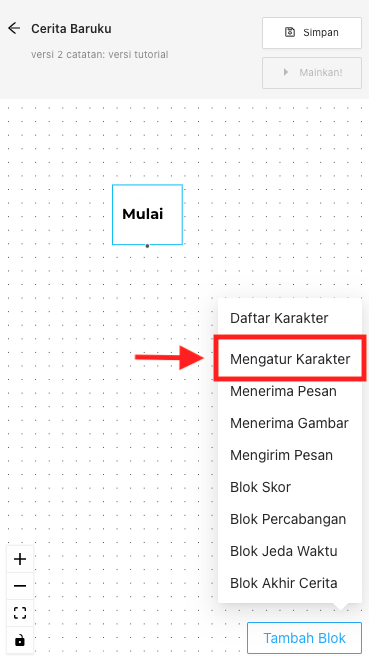 Cerita Baruku
Simpan
versi 2 catatan: versi tutorial
Mainkan!
Mulai
Daftar Karakter
Mengatur Karakter
Menerima Pesan
Menerima Gambar
Mengirim Pesan
Blok Skor
Blok Percabangan
Blok Jeda Waktu
Blok Akhir Cerita
Tambah Blok